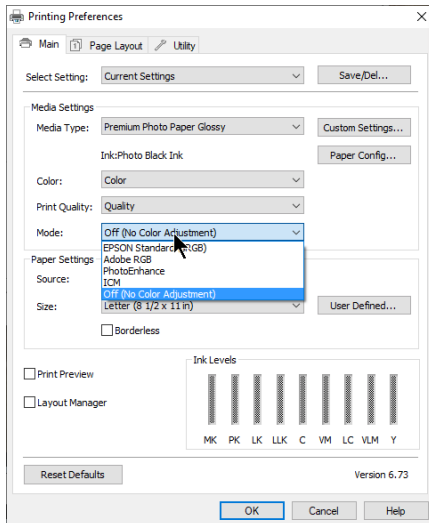 Printing Preferences
Main Page Layout Utility
Select Setting: Current Settings Save/Del...
Media Settings
Media Type: Premium Photo Paper Glossy Custom Settings...
Ink:Photo Black Ink Paper Config...
Color: Color
Print Quality: Quality
Mode: Off (No Color Adjustment)
EPSON Standard RGB)
Adobe RGB
Paper Settings PhotoEnhance
Source: ICM
Off (No Color Adjustment)
Size: Letter (8 1/2 x 11 in) User Defined...
Borderless
Ink Levels
Print Preview
Layout Manager
MK PK LK LLK C VM LC VLM Y
Reset Defaults Version 6.73
OK Cancel Help